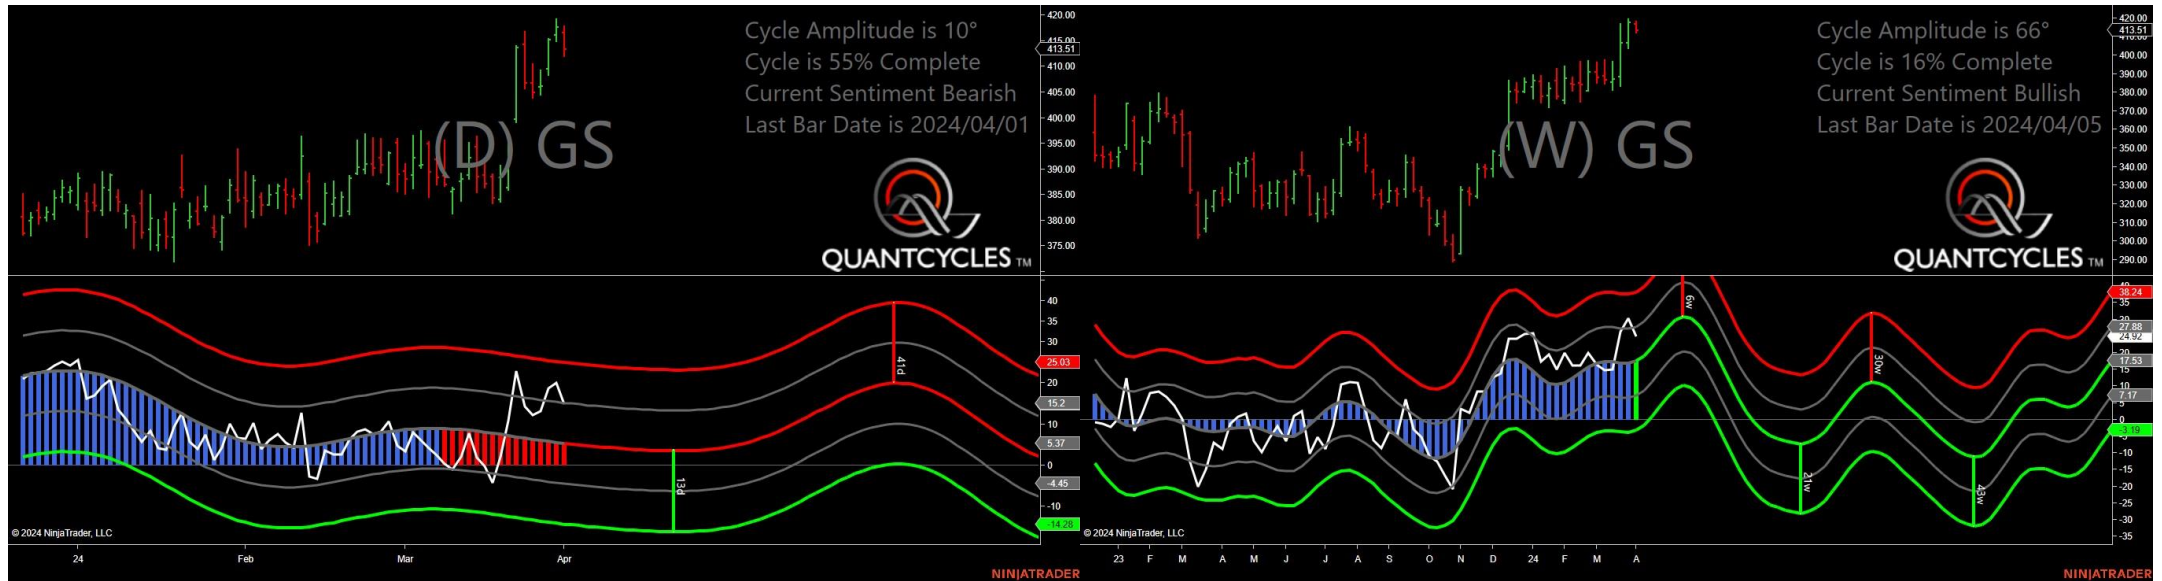 Cycle Amplitude is 10°
Cycle is 55% Complete
Current Sentiment Bearish
Last Bar Date is 2024/04/01
(D) GS
QUANTCYCLES TM
420.00
415.00
413.51
410.00
405.00
400.00
395.00
390.00
385.00
380.00
375.00
40
35
30
25.03
20
15.2
10
5.37
0
-4.45
-10
-14.28
41d
13d
© 2024 NinjaTrader, LLC
24
Feb
Mar
Apr
NINJATRADER
Cycle Amplitude is 66°
Cycle is 16% Complete
Current Sentiment Bullish
Last Bar Date is 2024/04/05
(W) GS
QUANTCYCLES TM
420.00
413.51
400.00
390.00
380.00
370.00
360.00
350.00
340.00
330.00
320.00
310.00
300.00
290.00
38.24
35
27.88
24.92
17.53
15
10
7.17
0
-3.19
-10
-15
-20
-25
-30
-35
6w
30w
21w
43w
© 2024 NinjaTrader, LLC
23
F
M
A
M
J
J
A
S
O
N
D
24
F
M
A
NINJATRADER